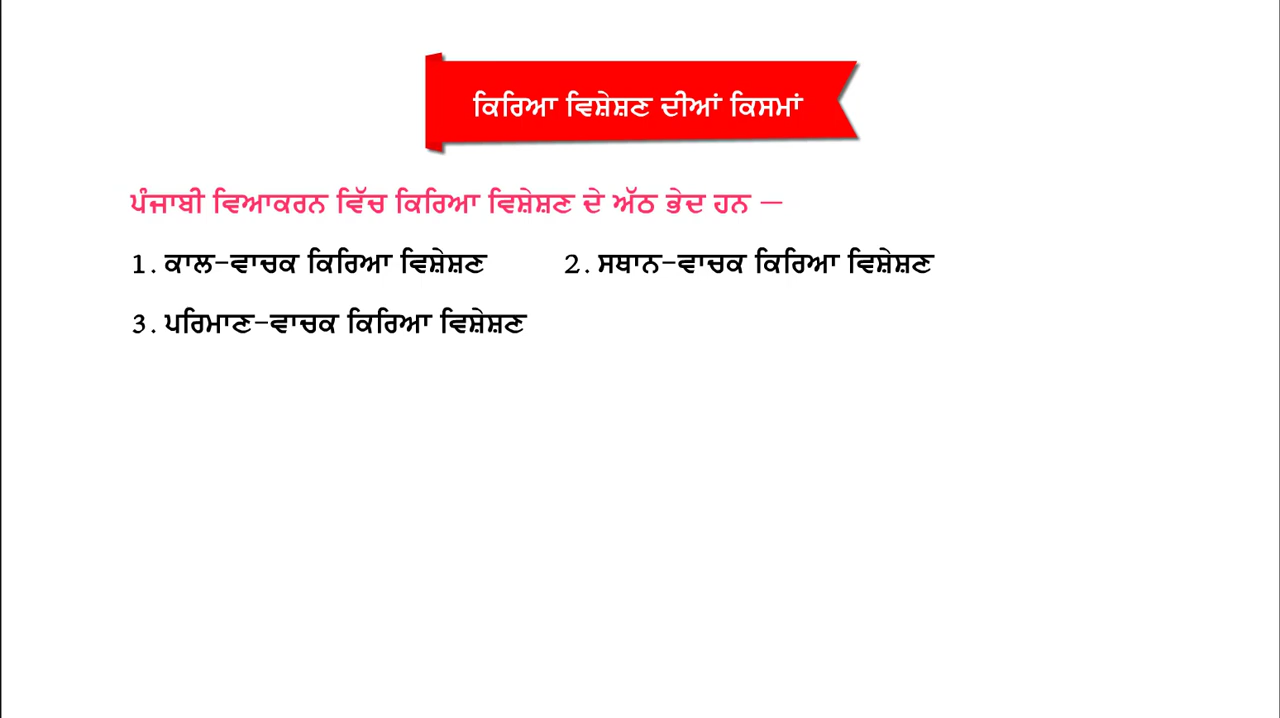 ਕਿਰਿਆ ਵਿਸ਼ੇਸ਼ਣ ਦੀਆਂ ਕਿਸਮਾਂ
ਪੰਜਾਬੀ ਵਿਆਕਰਨ ਵਿੱਚ ਕਿਰਿਆ ਵਿਸ਼ੇਸ਼ਣ ਦੇ ਅੱਠ ਭੇਦ ਹਨ —
1. ਕਾਲ-ਵਾਚਕ ਕਿਰਿਆ ਵਿਸ਼ੇਸ਼ਣ 2. ਸਥਾਨ-ਵਾਚਕ ਕਿਰਿਆ ਵਿਸ਼ੇਸ਼ਣ
3. ਪਰਿਮਾਣ-ਵਾਚਕ ਕਿਰਿਆ ਵਿਸ਼ੇਸ਼ਣ